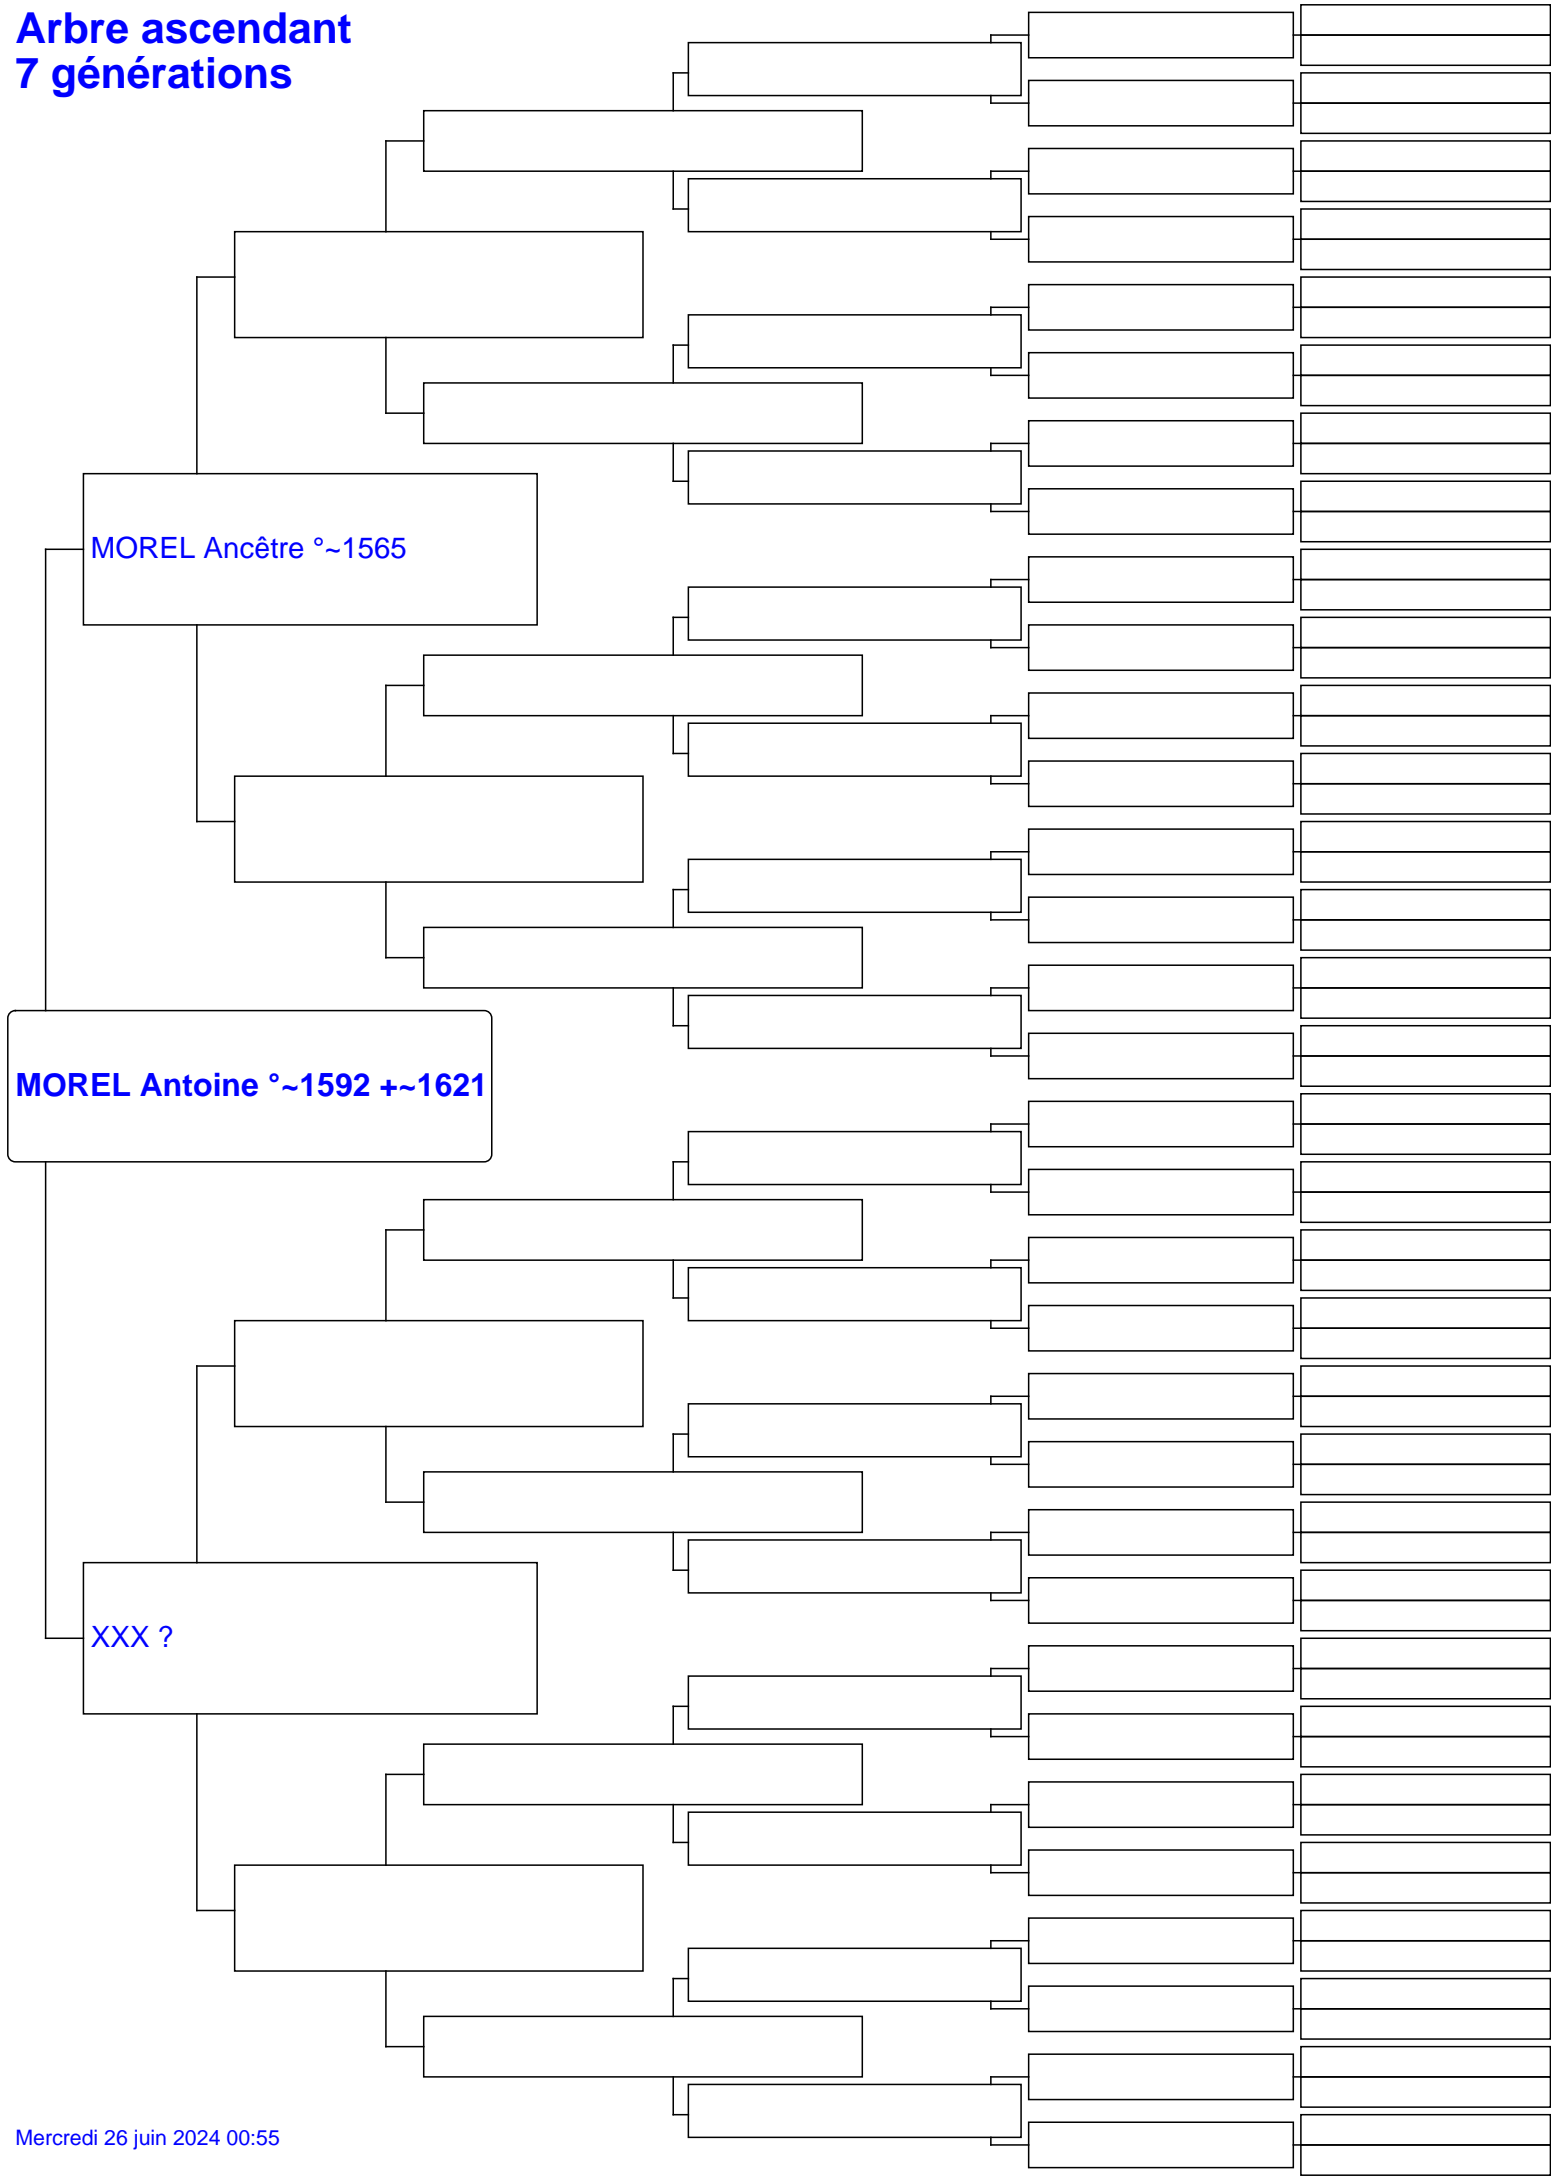 Arbre ascendant
7 générations
MOREL Ancêtre °~1565
MOREL Antoine °~1592 +~1621
XXX ?
Mercredi 26 juin 2024 00:55